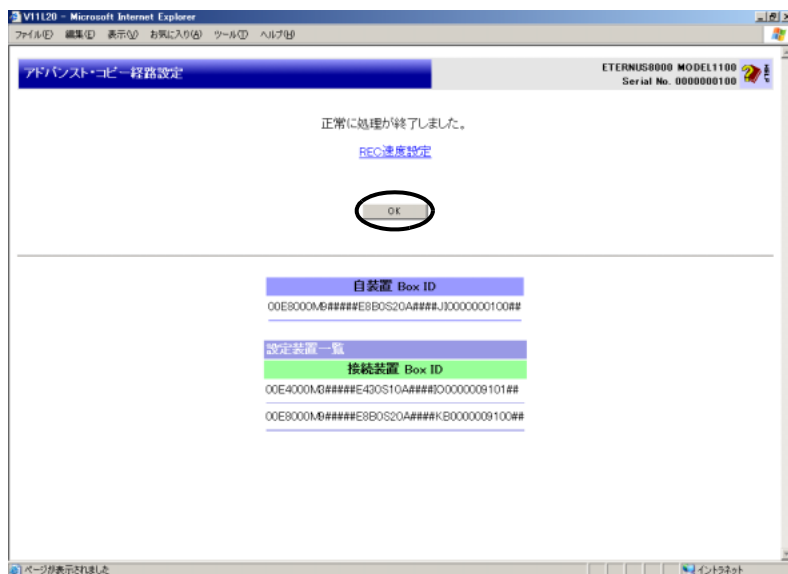 V11L20 - Microsoft Internet Explorer
ファイル(F) 編集(E) 表示(V) お気に入り(A) ツール(T) ヘルプ(H)
アドバンスト・コピー経路設定
ETERNUS8000 MODEL1100
Serial No. 0000000100
HELP
正常に処理が終了しました。
REC速度設定
OK
自装置 Box ID
00E8000M9#####E8B0S20A####JI0000000100##
設定装置一覧
接続装置 Box ID
00E4000M3#####E430S10A####IO0000009101##
00E8000M9#####E8B0S20A####KB0000009100##
ページが表示されました
イントラネット